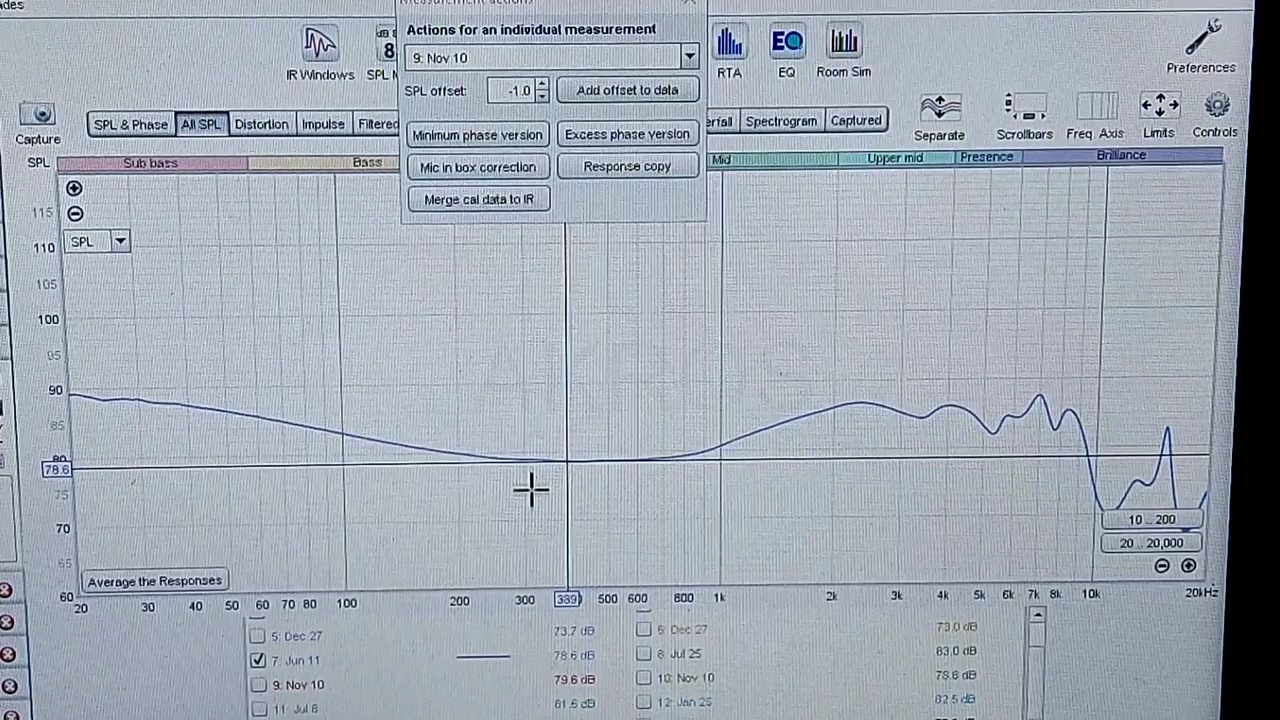 Actions for an individual measurement
9: Nov 10
SPL offset: -1.0 Add offset to data
Minimum phase version Excess phase version
Mic in box correction Response copy
Merge cal data to IR
IR Windows
RTA
EQ
Room Sim
Preferences
Capture
SPL & Phase All SPL Distortion Impulse Filtered Spectrogram Captured
Separate Scrollbars Freq Axis Limits Controls
SPL Sub bass Bass Mid Upper mid Presence Brilliance
SPL
115
110
105
100
95
90
85
80
78.6
75
70
65
60
10 .. 200
20 .. 20,000
Average the Responses
20 30 40 50 60 70 80 100 200 300 389 500 600 800 1k 2k 3k 4k 5k 6k 7k 8k 10k 20kHz
5: Dec 27 73.7 dB
7: Jun 11 78.6 dB
9: Nov 10 79.6 dB
11: Jul 6 81.5 dB
6: Dec 27 73.0 dB
8: Jul 25 83.0 dB
10: Nov 10 78.8 dB
12: Jan 25 82.5 dB